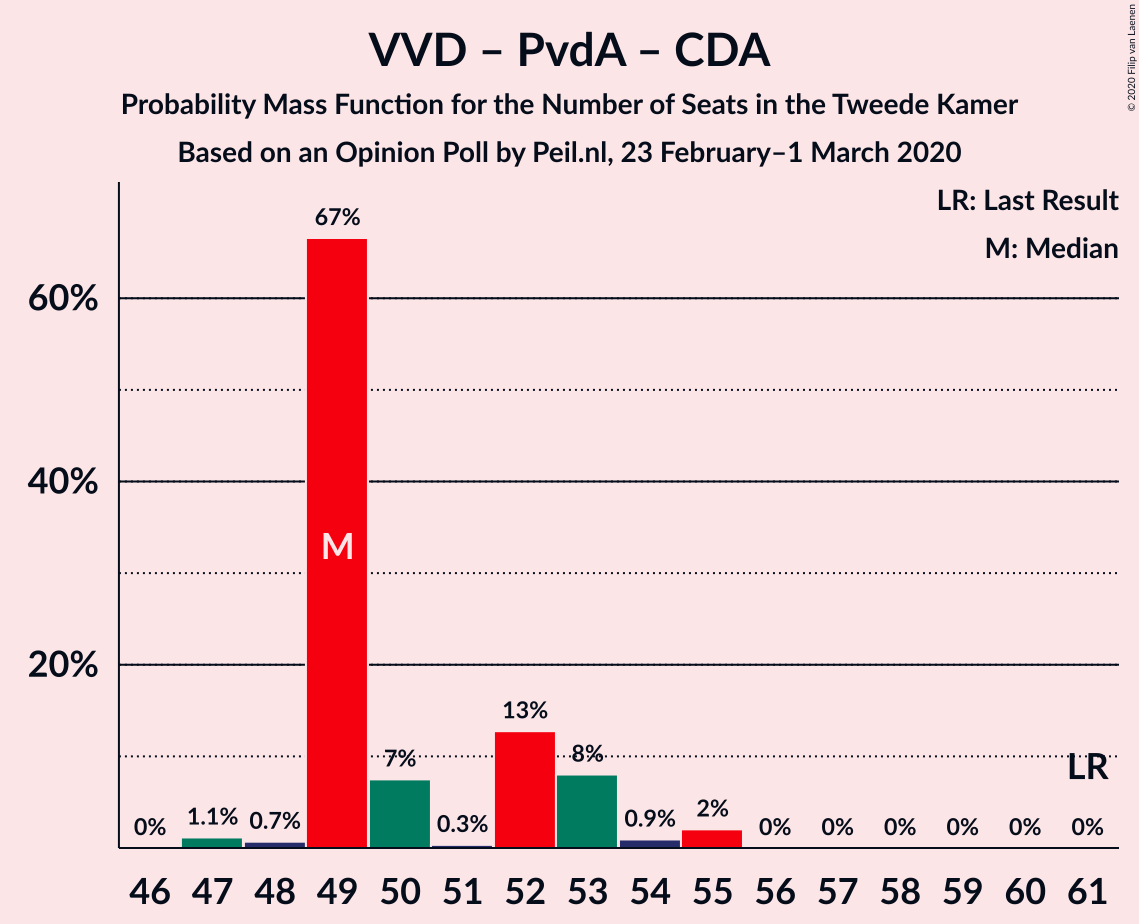 VVD – PvdA – CDA
Probability Mass Function for the Number of Seats in the Tweede Kamer
Based on an Opinion Poll by Peil.nl, 23 February–1 March 2020
© 2020 Filip van Laenen
LR: Last Result
M: Median
60%
40%
20%
0%
1.1%
0.7%
67%
7%
0.3%
13%
8%
0.9%
2%
0%
0%
0%
0%
0%
0%
M
LR
46 47 48 49 50 51 52 53 54 55 56 57 58 59 60 61